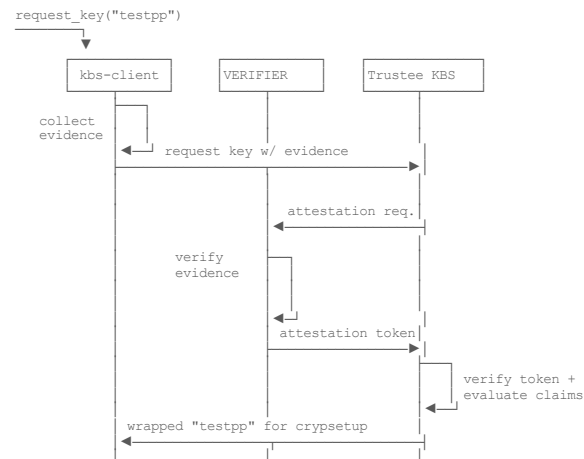 request_key("testpp")
kbs-client
VERIFIER
Trustee KBS
collect
evidence
request key w/ evidence
attestation req.
verify
evidence
attestation token
verify token +
evaluate claims
wrapped "testpp" for crypsetup